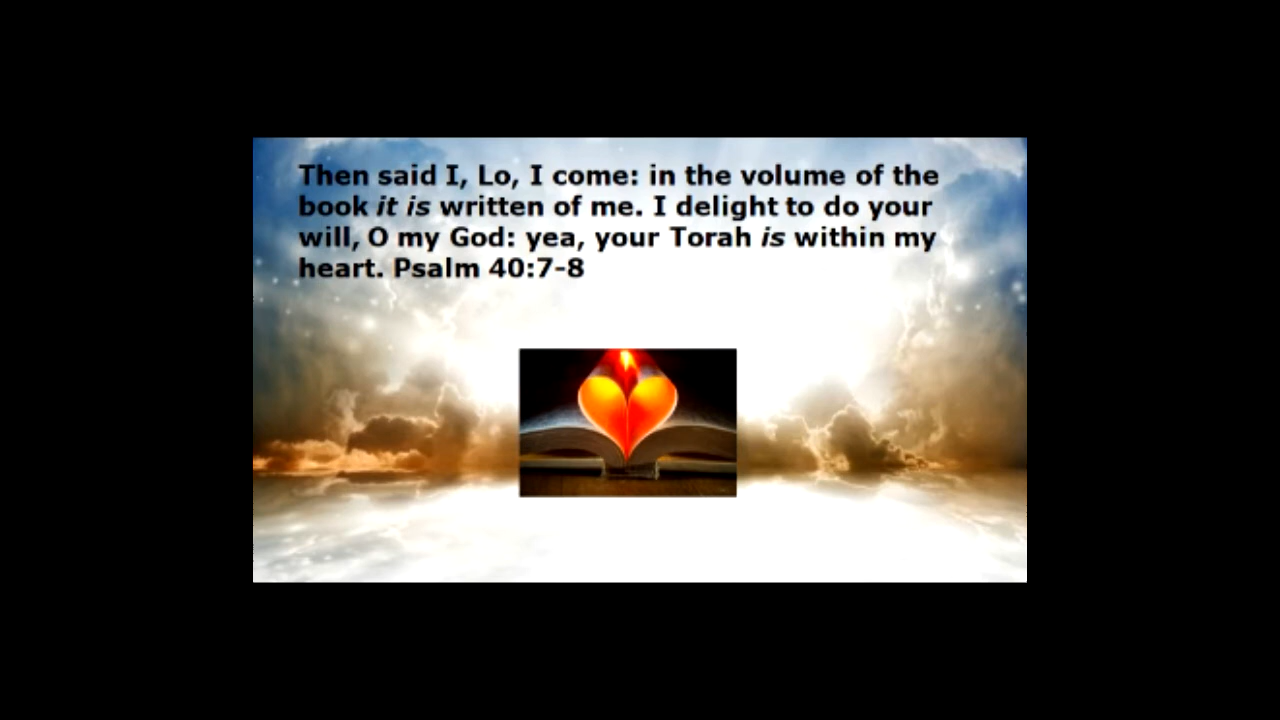 Then said I, Lo, I come: in the volume of the
book it is written of me. I delight to do your
will, O my God: yea, your Torah is within my
heart. Psalm 40:7-8